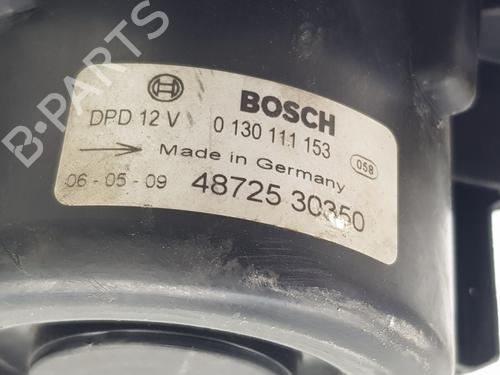 BOSCH
DPD 12 V 0 130 111 153
Made in Germany 058
06-05-09 48725 30350
B-PARTS